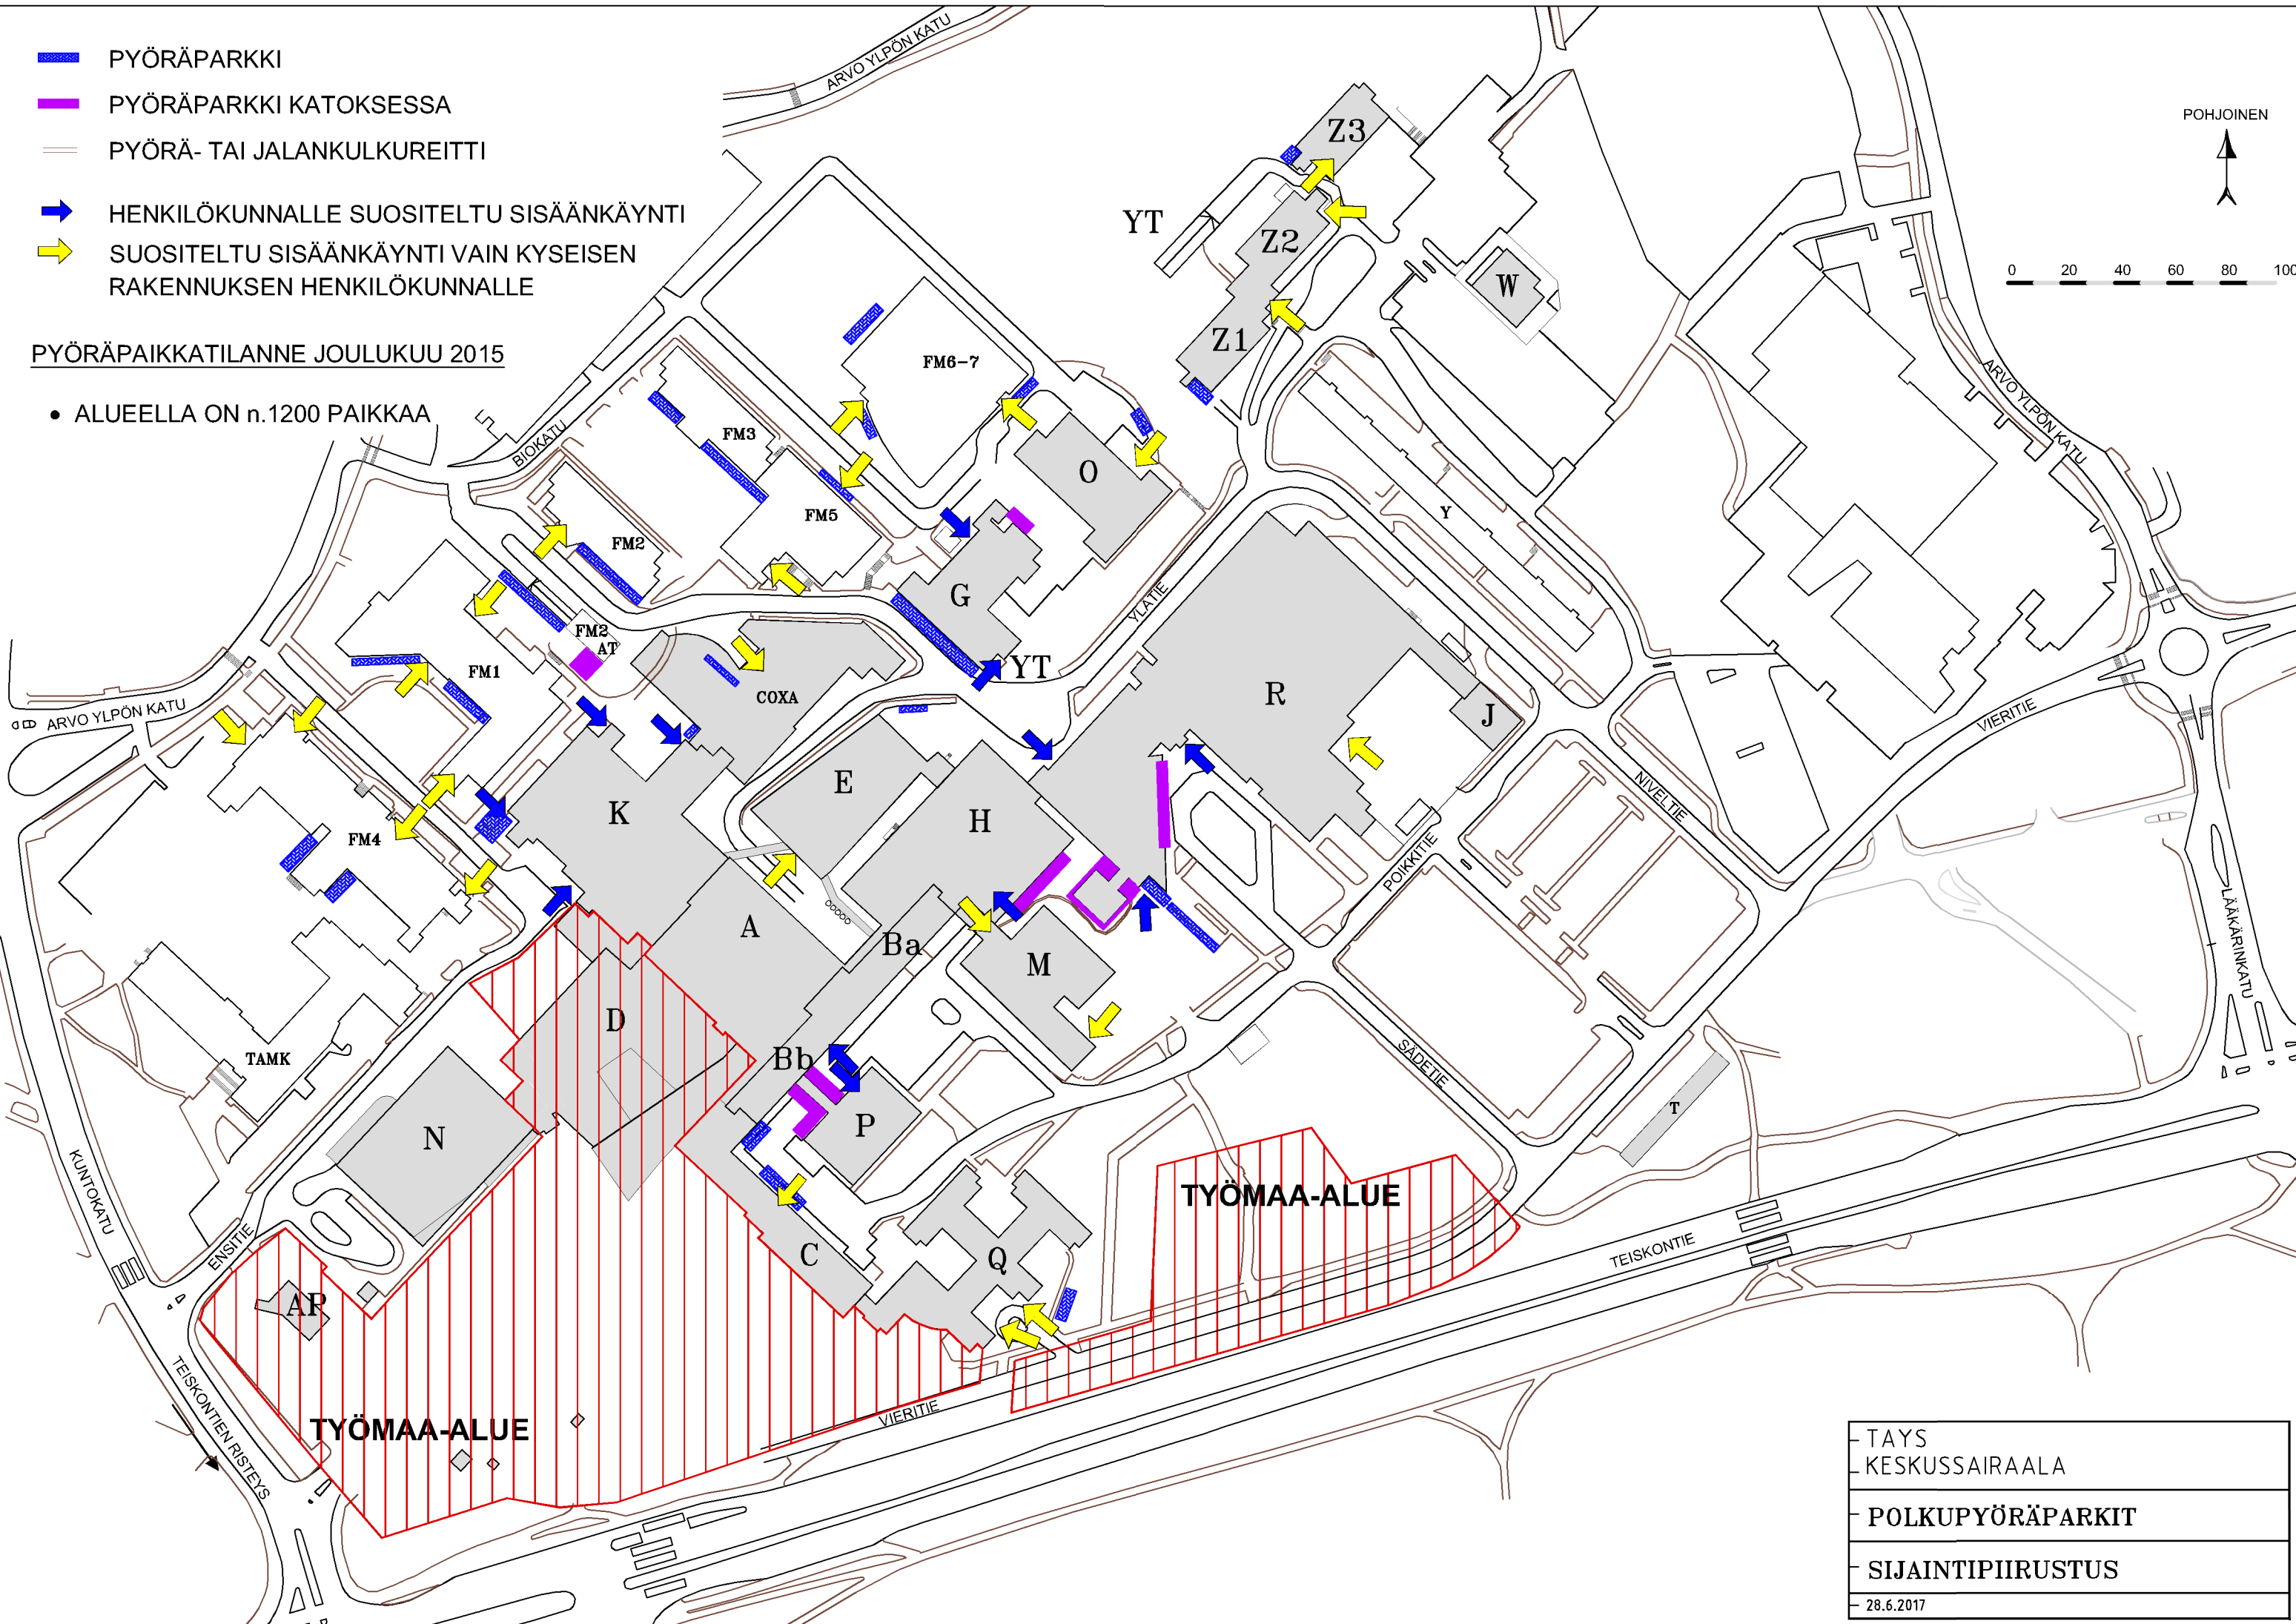 PYÖRÄPARKKI
PYÖRÄPARKKI KATOKSESSA
PYÖRÄ- TAI JALANKULKUREITTI
HENKILÖKUNNALLE SUOSITELTU SISÄÄNKÄYNTI
SUOSITELTU SISÄÄNKÄYNTI VAIN KYSEISEN
RAKENNUKSEN HENKILÖKUNNALLE
PYÖRÄPAIKKATILANNE JOULUKUU 2015
• ALUEELLA ON n.1200 PAIKKAA
ARVO YLPÖN KATU
POHJOINEN
0 20 40 60 80 100
Z3
YT
Z2
W
Z1
FM6-7
ARVO YLPÖN KATU
BIOKATU
FM3
O
FM5
Y
FM2
G
YLÄTIE
FM2
AT
YT
FM1
COXA
R
J
ARVO YLPÖN KATU
VIERITIE
E
NIVELTIE
K
H
FM4
POIKKITIE
A
Ba
M
LÄÄKÄRINKATU
D
TAMK
Bb
SÄDETIE
T
N
P
KUNTOKATU
TYÖMAA-ALUE
ENSITIE
C
Q
TEISKONTIE
AP
TEISKONTIEN RISTEYS
VIERITIE
TYÖMAA-ALUE
TAYS
KESKUSSAIRAALA
POLKUPYÖRÄPARKIT
SIJAINTIPIIRUSTUS
28.6.2017